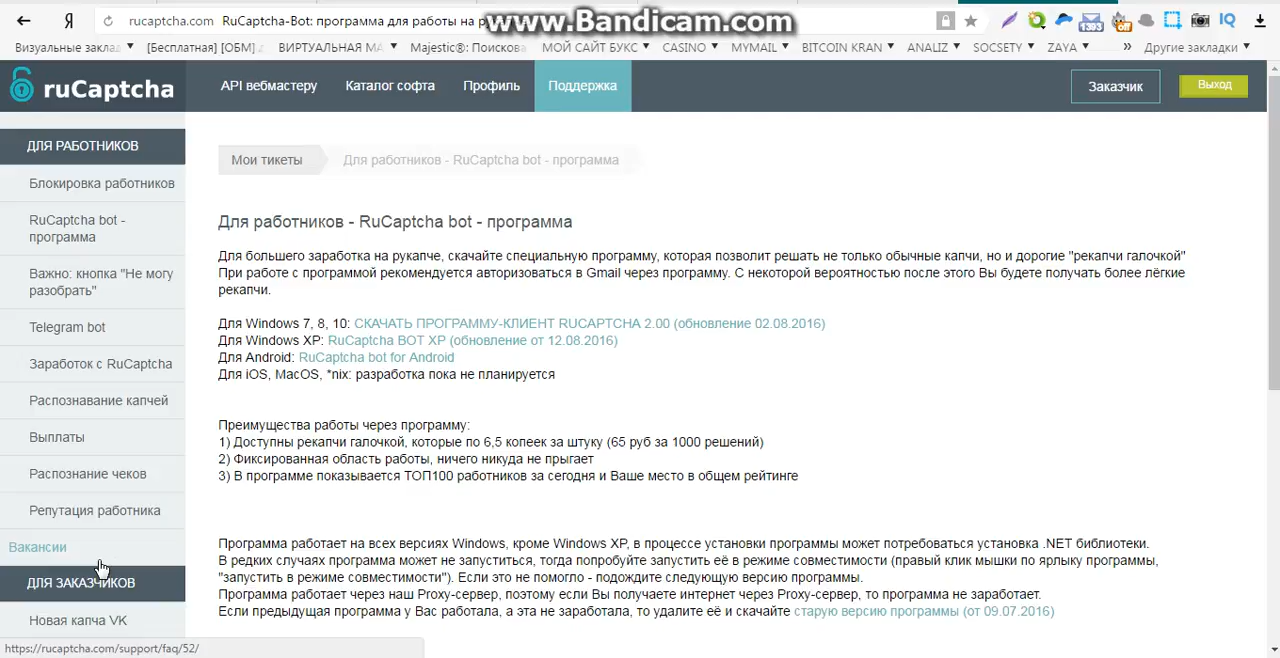 rucaptcha.com RuCaptcha-Bot: программа для работы на
www.Bandicam.com
Визуальные заклад
[Бесплатная] [ОБМ]
ВИРТУАЛЬНАЯ МА
Majestic®: Поискова
МОЙ САЙТ БУКС
CASINO
MYMAIL
BITCOIN KRAN
ANALIZ
SOCSETY
ZAYA
»
Другие закладки
ruCaptcha
API вебмастеру
Каталог софта
Профиль
Поддержка
Заказчик
Выход
ДЛЯ РАБОТНИКОВ
Блокировка работников
RuCaptcha bot -
программа
Важно: кнопка "Не могу
разобрать"
Telegram bot
Заработок с RuCaptcha
Распознавание капчей
Выплаты
Распознание чеков
Репутация работника
Вакансии
ДЛЯ ЗАКАЗЧИКОВ
Новая капча VK
https://rucaptcha.com/support/faq/52/
Мои тикеты
Для работников - RuCaptcha bot - программа
Для работников - RuCaptcha bot - программа
Для большего заработка на рукапче, скачайте специальную программу, которая позволит решать не только обычные капчи, но и дорогие "рекапчи галочкой"
При работе с программой рекомендуется авторизоваться в Gmail через программу. С некоторой вероятностью после этого Вы будете получать более лёгкие
рекапчи.
Для Windows 7, 8, 10: СКАЧАТЬ ПРОГРАММУ-КЛИЕНТ RUCAPTCHA 2.00 (обновление 02.08.2016)
Для Windows XP: RuCaptcha BOT XP (обновление от 12.08.2016)
Для Android: RuCaptcha bot for Android
Для iOS, MacOS, *nix: разработка пока не планируется
Преимущества работы через программу:
1) Доступны рекапчи галочкой, которые по 6,5 копеек за штуку (65 руб за 1000 решений)
2) Фиксированная область работы, ничего никуда не прыгает
3) В программе показывается ТОП100 работников за сегодня и Ваше место в общем рейтинге
Программа работает на всех версиях Windows, кроме Windows XP, в процессе установки программы может потребоваться установка .NET библиотеки.
В редких случаях программа может не запуститься, тогда попробуйте запустить её в режиме совместимости (правый клик мышки по ярлыку программы,
"запустить в режиме совместимости"). Если это не помогло - подождите следующую версию программы.
Программа работает через наш Proxy-сервер, поэтому если Вы получаете интернет через Proxy-сервер, то программа не заработает.
Если предыдущая программа у Вас работала, а эта не заработала, то удалите её и скачайте старую версию программы (от 09.07.2016)